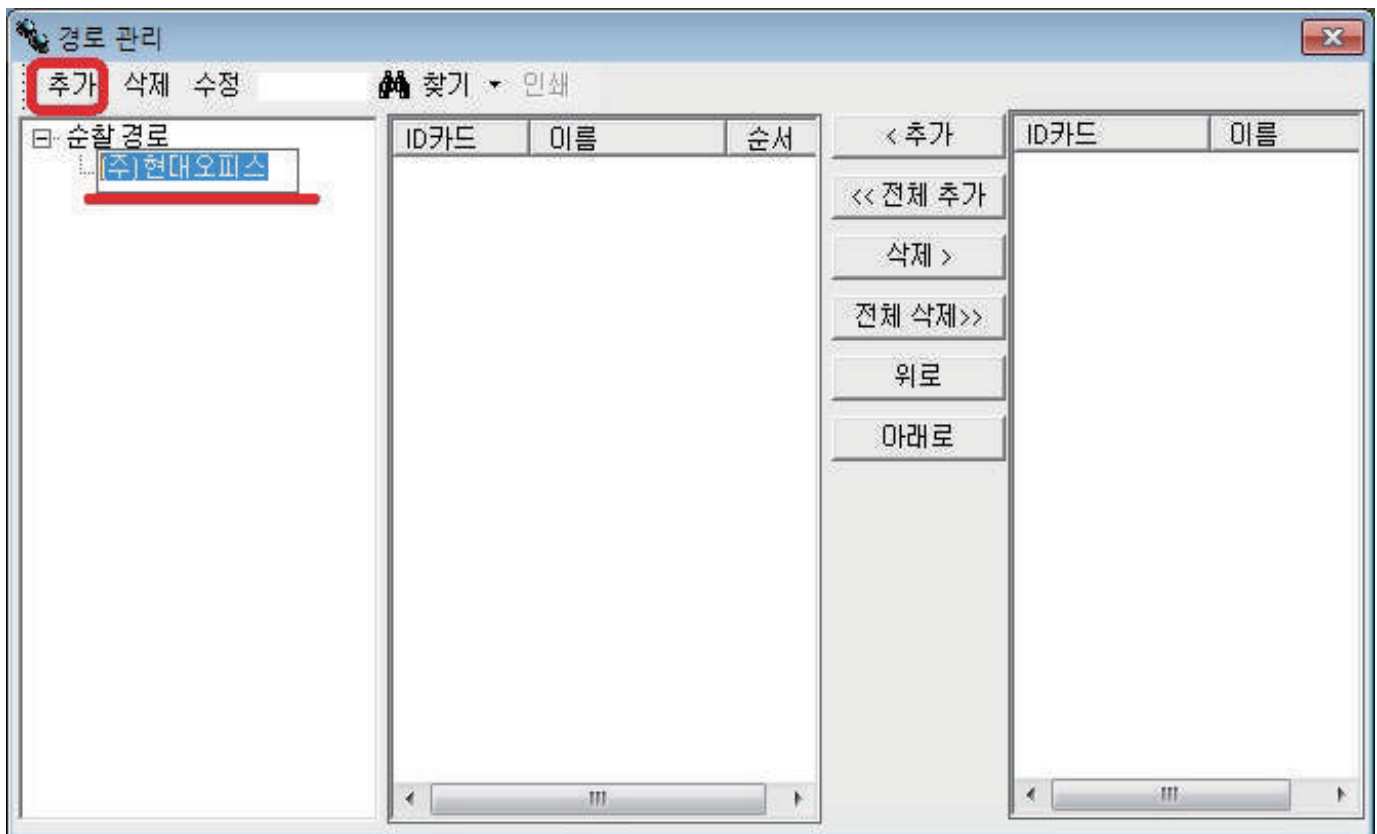 경로 관리
추가 삭제 수정 찾기 인쇄
순찰 경로
(주)현대오피스
ID카드 이름 순서
< 추가
<< 전체 추가
삭제 >
전체 삭제>>
위로
아래로
ID카드 이름